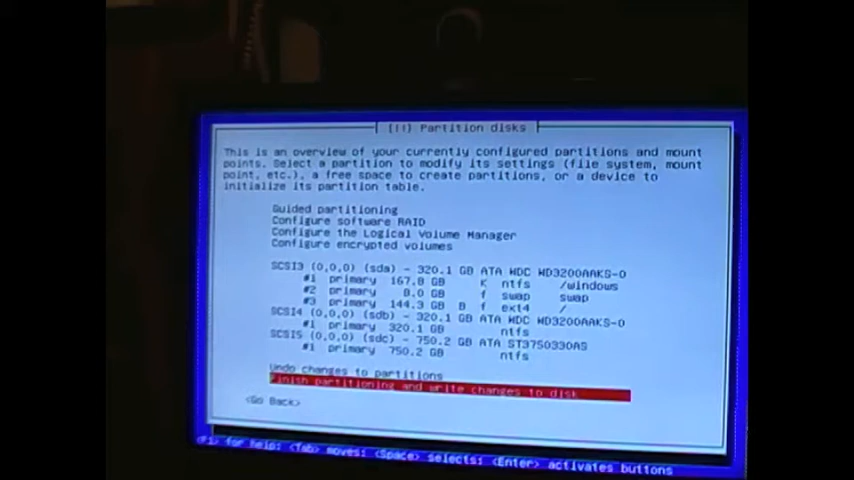 [!!] Partition disks
This is an overview of your currently configured partitions and mount
points. Select a partition to modify its settings (file system, mount
point, etc.), a free space to create partitions, or a device to
initialize its partition table.
Guided partitioning
Configure software RAID
Configure the Logical Volume Manager
Configure encrypted volumes
SCSI3 (0,0,0) (sda) - 320.1 GB ATA WDC WD3200AAKS-0
#1 primary 167.8 GB K ntfs /windows
#2 primary 8.0 GB f swap swap
#3 primary 144.3 GB B f ext4 /
SCSI4 (0,0,0) (sdb) - 320.1 GB ATA WDC WD3200AAKS-0
#1 primary 320.1 GB ntfs
SCSI5 (0,0,0) (sdc) - 750.2 GB ATA ST3750330AS
#1 primary 750.2 GB ntfs
Undo changes to partitions
Finish partitioning and write changes to disk
<Go Back>
<F1> for help; <Tab> moves; <Space> selects; <Enter> activates buttons